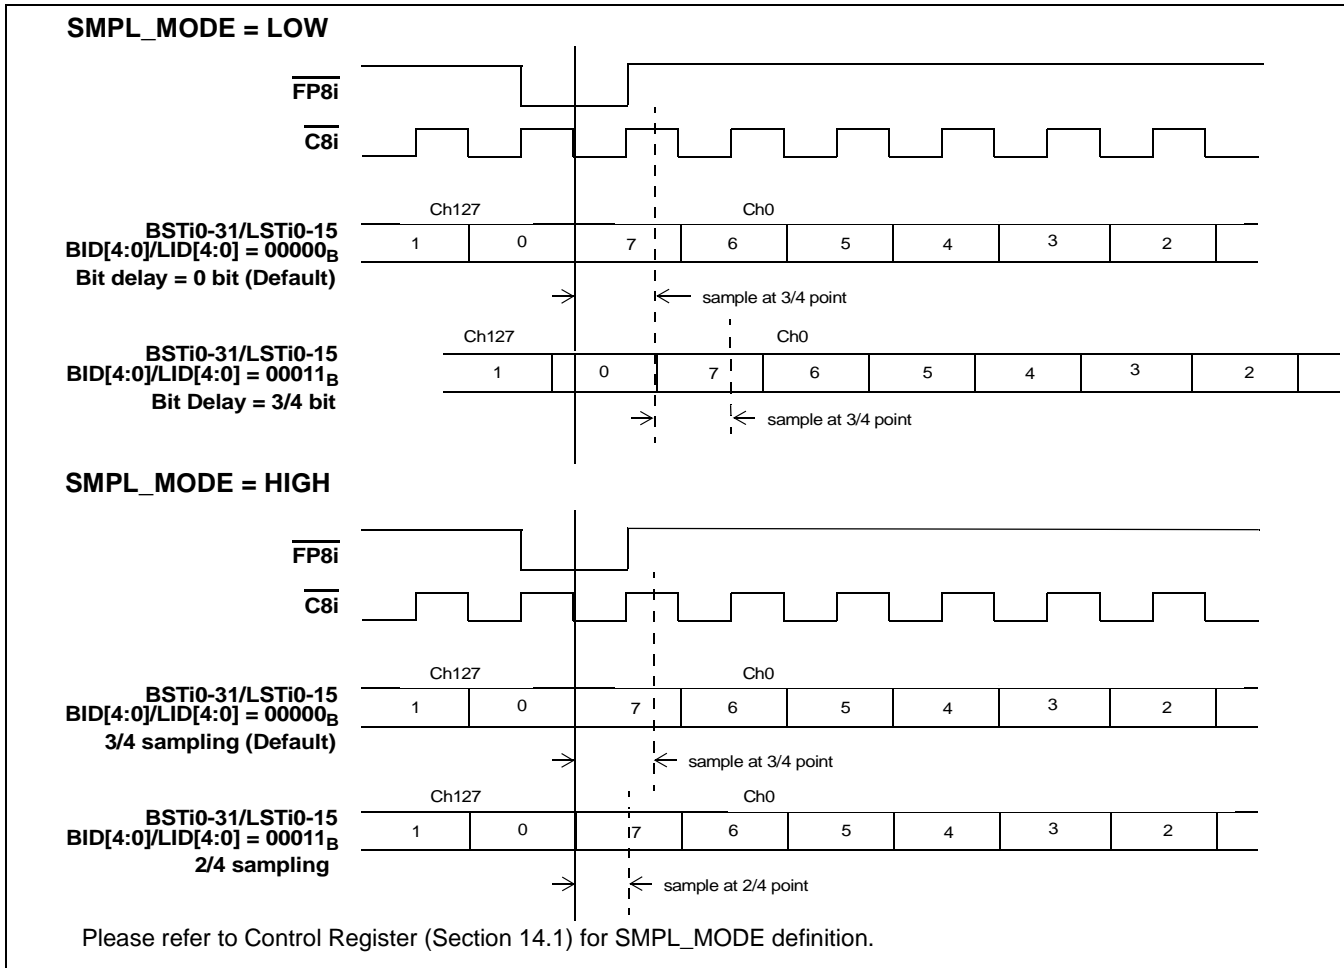 SMPL_MODE = LOW
FP8i
C8i
Ch127 Ch0
BSTi0-31/LSTi0-15
BID[4:0]/LID[4:0] = 00000B
Bit delay = 0 bit (Default)
1 0 7 6 5 4 3 2
sample at 3/4 point
Ch127 Ch0
BSTi0-31/LSTi0-15
BID[4:0]/LID[4:0] = 00011B
Bit Delay = 3/4 bit
1 0 7 6 5 4 3 2
sample at 3/4 point
SMPL_MODE = HIGH
FP8i
C8i
Ch127 Ch0
BSTi0-31/LSTi0-15
BID[4:0]/LID[4:0] = 00000B
3/4 sampling (Default)
1 0 7 6 5 4 3 2
sample at 3/4 point
Ch127 Ch0
BSTi0-31/LSTi0-15
BID[4:0]/LID[4:0] = 00011B
2/4 sampling
1 0 7 6 5 4 3 2
sample at 2/4 point
Please refer to Control Register (Section 14.1) for SMPL_MODE definition.